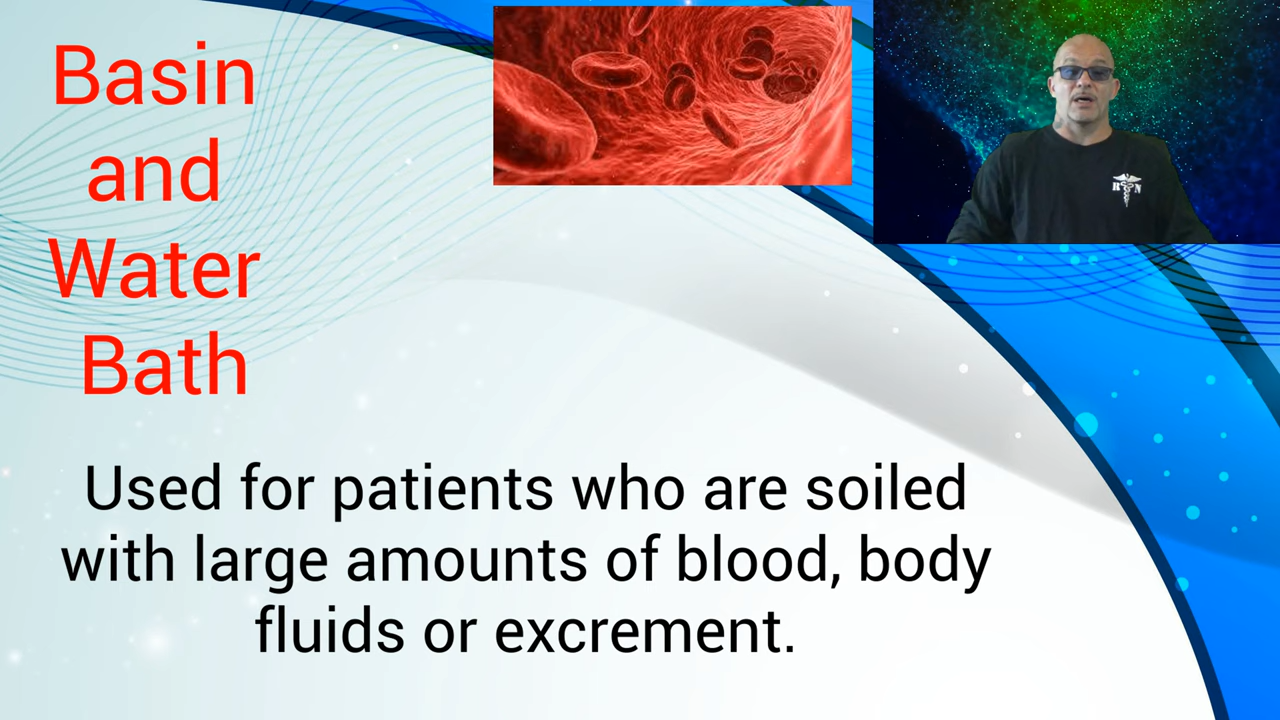 Basin
and
Water
Bath
RN
Used for patients who are soiled
with large amounts of blood, body
fluids or excrement.